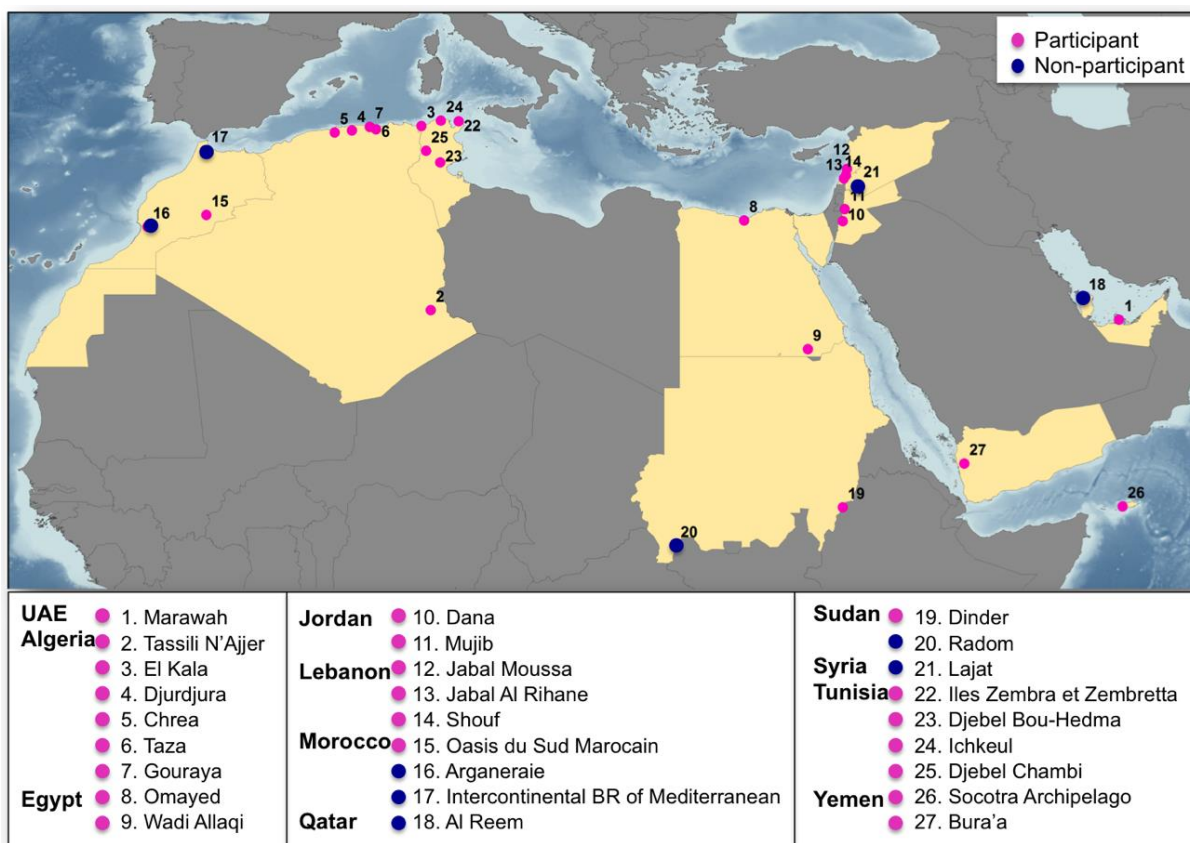 Participant
Non-participant
17
5
4
7
6
3
24
22
25
23
15
16
2
8
9
12
14
13
21
11
10
18
1
27
26
19
20
UAE
1. Marawah
Algeria
2. Tassili N'Ajjer
3. El Kala
4. Djurdjura
5. Chrea
6. Taza
7. Gouraya
Egypt
8. Omayed
9. Wadi Allaqi
Jordan
10. Dana
11. Mujib
Lebanon
12. Jabal Moussa
13. Jabal Al Rihane
14. Shouf
Morocco
15. Oasis du Sud Marocain
16. Arganeraie
17. Intercontinental BR of Mediterranean
Qatar
18. Al Reem
Sudan
19. Dinder
20. Radom
Syria
21. Lajat
Tunisia
22. Iles Zembra et Zembretta
23. Djebel Bou-Hedma
24. Ichkeul
25. Djebel Chambi
Yemen
26. Socotra Archipelago
27. Bura'a